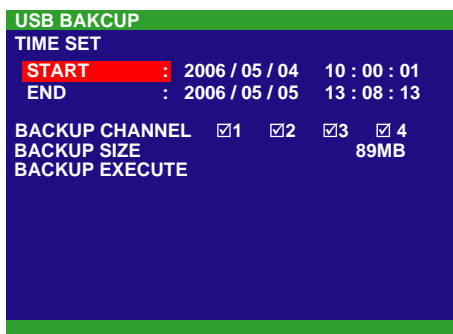 USB BAKCUP
TIME SET
START : 2006 / 05 / 04 10 : 00 : 01
END : 2006 / 05 / 05 13 : 08 : 13
BACKUP CHANNEL ☑1 ☑2 ☑3 ☑ 4
BACKUP SIZE 89MB
BACKUP EXECUTE